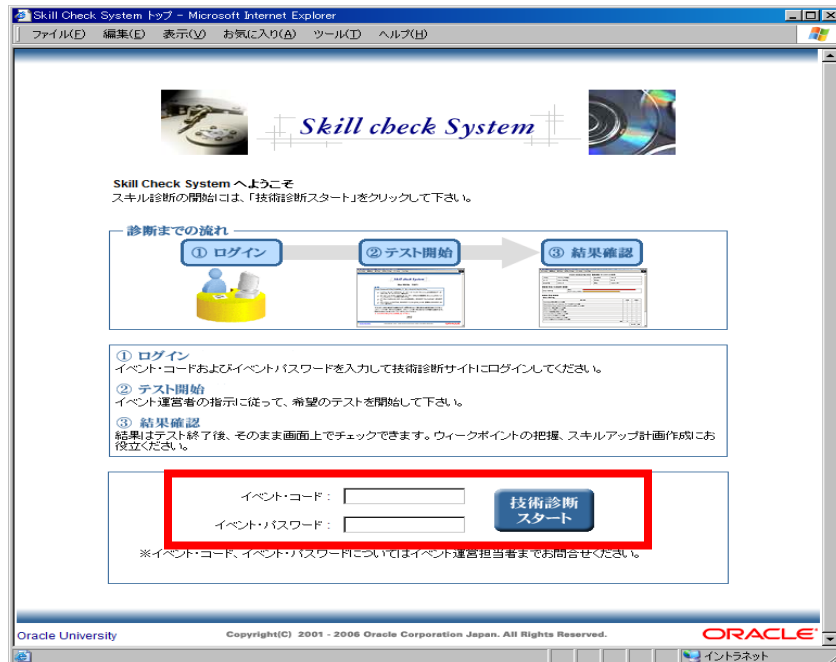 Skill Check System トップ - Microsoft Internet Explorer
ファイル(F) 編集(E) 表示(V) お気に入り(A) ツール(T) ヘルプ(H)
Skill check System
Skill Check System へようこそ
スキル診断の開始には、「技術診断スタート」をクリックして下さい。
診断までの流れ
① ログイン ② テスト開始 ③ 結果確認
① ログイン
イベント・コードおよびイベントパスワードを入力して技術診断サイトにログインしてください。
② テスト開始
イベント運営者の指示に従って、希望のテストを開始して下さい。
③ 結果確認
結果はテスト終了後、そのまま画面上でチェックできます。ウィークポイントの把握、スキルアップ計画作成にお
役立ください。
イベント・コード：
技術診断
スタート
イベント・パスワード：
※イベント・コード、イベント・パスワードについてはイベント運営担当者までお問合せください。
Oracle University Copyright(C) 2001 - 2006 Oracle Corporation Japan. All Rights Reserved. ORACLE
イントラネット